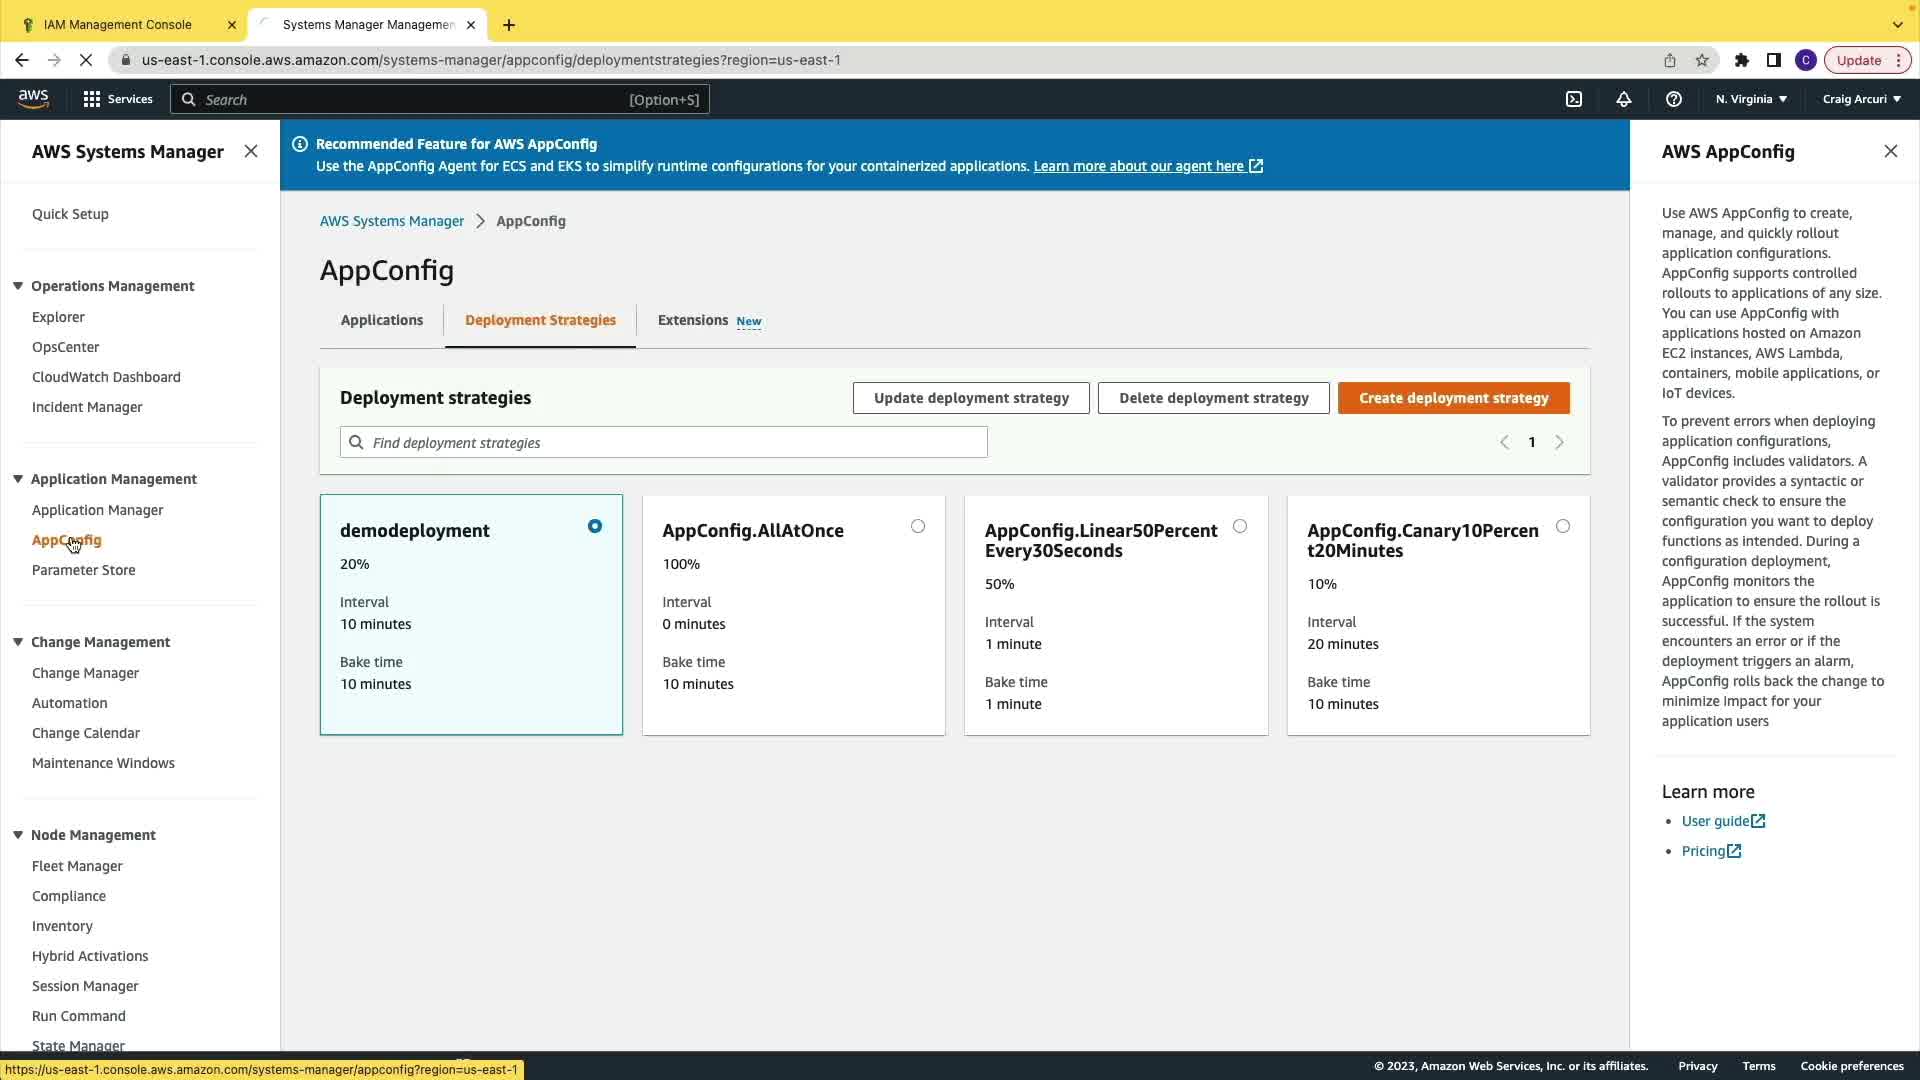 IAM Management Console
Systems Manager Managemen
us-east-1.console.aws.amazon.com/systems-manager/appconfig/deploymentstrategies?region=us-east-1
C
Update
aws
Services
Search
[Option+S]
N. Virginia
Craig Arcuri
AWS Systems Manager
Quick Setup
Operations Management
Explorer
OpsCenter
CloudWatch Dashboard
Incident Manager
Application Management
Application Manager
AppConfig
Parameter Store
Change Management
Change Manager
Automation
Change Calendar
Maintenance Windows
Node Management
Fleet Manager
Compliance
Inventory
Hybrid Activations
Session Manager
Run Command
State Manager
Recommended Feature for AWS AppConfig
Use the AppConfig Agent for ECS and EKS to simplify runtime configurations for your containerized applications. Learn more about our agent here
AWS Systems Manager
AppConfig
AppConfig
Applications
Deployment Strategies
Extensions New
Deployment strategies
Update deployment strategy
Delete deployment strategy
Create deployment strategy
Find deployment strategies
1
demodeployment
20%
Interval
10 minutes
Bake time
10 minutes
AppConfig.AllAtOnce
100%
Interval
0 minutes
Bake time
10 minutes
AppConfig.Linear50Percent
Every30Seconds
50%
Interval
1 minute
Bake time
1 minute
AppConfig.Canary10Percen
t20Minutes
10%
Interval
20 minutes
Bake time
10 minutes
AWS AppConfig
Use AWS AppConfig to create,
manage, and quickly rollout
application configurations.
AppConfig supports controlled
rollouts to applications of any size.
You can use AppConfig with
applications hosted on Amazon
EC2 instances, AWS Lambda,
containers, mobile applications, or
IoT devices.
To prevent errors when deploying
application configurations,
AppConfig includes validators. A
validator provides a syntactic or
semantic check to ensure the
configuration you want to deploy
functions as intended. During a
configuration deployment,
AppConfig monitors the
application to ensure the rollout is
successful. If the system
encounters an error or if the
deployment triggers an alarm,
AppConfig rolls back the change to
minimize impact for your
application users
Learn more
User guide
Pricing
https://us-east-1.console.aws.amazon.com/systems-manager/appconfig?region=us-east-1
© 2023, Amazon Web Services, Inc. or its affiliates.
Privacy
Terms
Cookie preferences